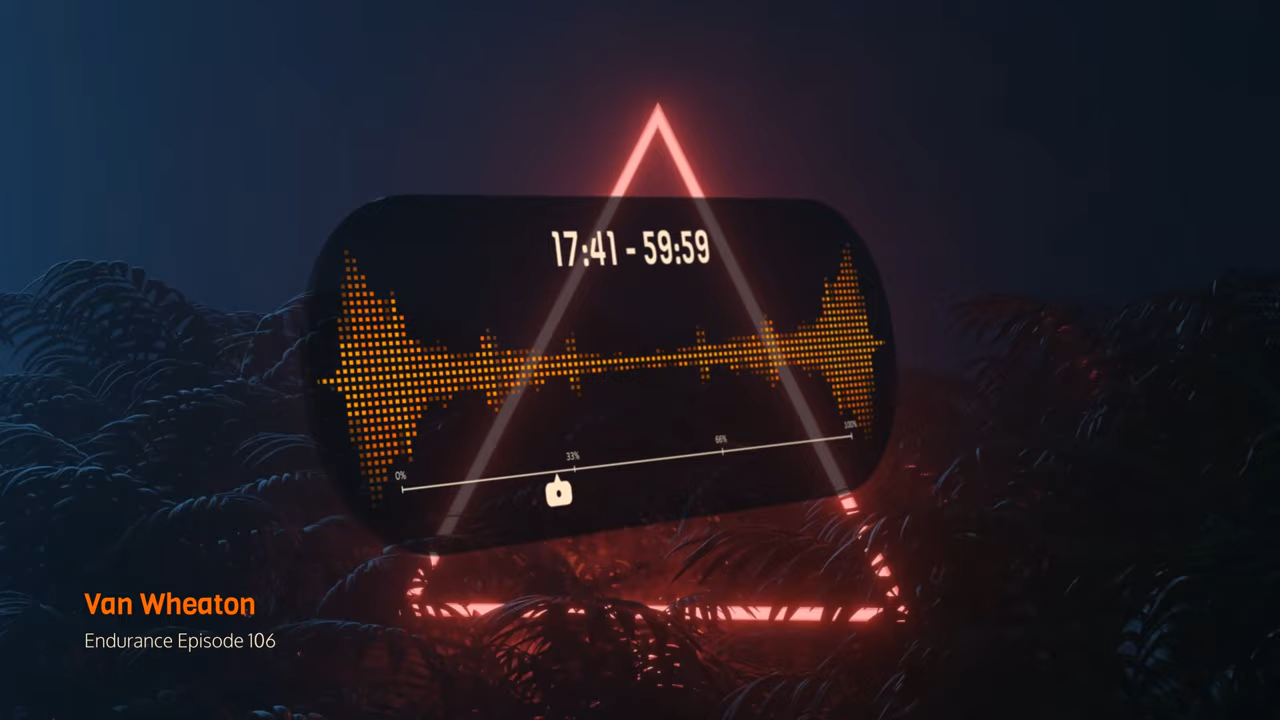 17:41 - 59:59
0%
33%
66%
100%
Van Wheaton
Endurance Episode 106